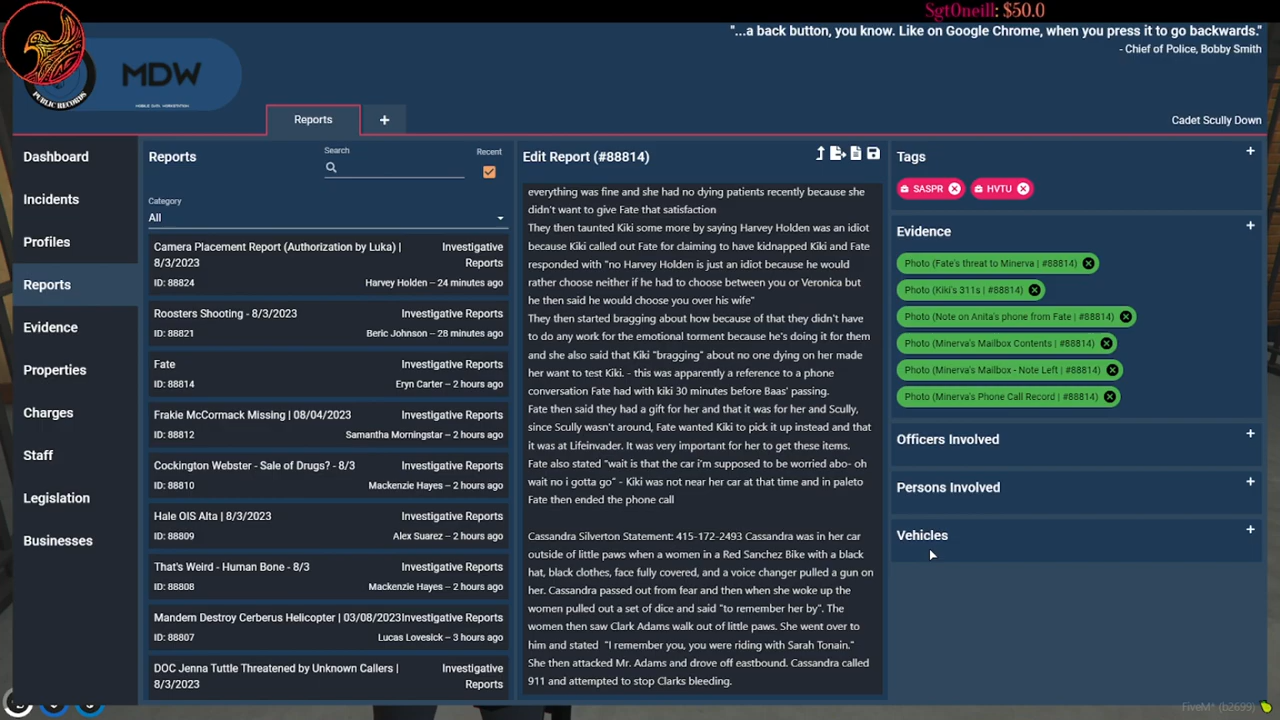 SgtOneill: $50.0
"...a back button, you know. Like on Google Chrome, when you press it to go backwards."
- Chief of Police, Bobby Smith
MDW
MOBILE DATA WORKSTATION
PUBLIC RECORDS
Reports
+
Cadet Scully Down
Dashboard
Incidents
Profiles
Reports
Evidence
Properties
Charges
Staff
Legislation
Businesses
Reports
Search
Recent
Category
All
Camera Placement Report (Authorization by Luka) | 8/3/2023
Investigative Reports
ID: 88824
Harvey Holden – 24 minutes ago
Roosters Shooting - 8/3/2023
Investigative Reports
ID: 88821
Beric Johnson – 28 minutes ago
Fate
Investigative Reports
ID: 88814
Eryn Carter – 2 hours ago
Frakie McCormack Missing | 08/04/2023
Investigative Reports
ID: 88812
Samantha Morningstar – 2 hours ago
Cockington Webster - Sale of Drugs? - 8/3
Investigative Reports
ID: 88810
Mackenzie Hayes – 2 hours ago
Hale OIS Alta | 8/3/2023
Investigative Reports
ID: 88809
Alex Suarez – 2 hours ago
That's Weird - Human Bone - 8/3
Investigative Reports
ID: 88808
Mackenzie Hayes – 2 hours ago
Mandem Destroy Cerberus Helicopter | 03/08/2023
Investigative Reports
ID: 88807
Lucas Lovesick – 3 hours ago
DOC Jenna Tuttle Threatened by Unknown Callers | 8/3/2023
Investigative Reports
Edit Report (#88814)
everything was fine and she had no dying patients recently because she
didn't want to give Fate that satisfaction
They then taunted Kiki some more by saying Harvey Holden was an idiot
because Kiki called out Fate for claiming to have kidnapped Kiki and Fate
responded with "no Harvey Holden is just an idiot because he would
rather choose neither if he had to choose between you or Veronica but
he then said he would choose you over his wife"
They then started bragging about how because of that they didn't have
to do any work for the emotional torment because he's doing it for them
and she also said that Kiki "bragging" about no one dying on her made
her want to test Kiki. - this was apparently a reference to a phone
conversation Fate had with kiki 30 minutes before Baas' passing.
Fate then said they had a gift for her and that it was for her and Scully,
since Scully wasn't around, Fate wanted Kiki to pick it up instead and that
it was at Lifeinvader. It was very important for her to get these items.
Fate also stated "wait is that the car i'm supposed to be worried abo- oh
wait no i gotta go" - Kiki was not near her car at that time and in paleto
Fate then ended the phone call
Cassandra Silverton Statement: 415-172-2493 Cassandra was in her car
outside of little paws when a women in a Red Sanchez Bike with a black
hat, black clothes, face fully covered, and a voice changer pulled a gun on
her. Cassandra passed out from fear and then when she woke up the
women pulled out a set of dice and said "to remember her by". The
women then saw Clark Adams walk out of little paws. She went over to
him and stated "I remember you, you were riding with Sarah Tonain."
She then attacked Mr. Adams and drove off eastbound. Cassandra called
911 and attempted to stop Clarks bleeding.
Tags
+
SASPR
HVTU
Evidence
+
Photo (Fate's threat to Minerva | #88814)
Photo (Kiki's 311s | #88814)
Photo (Note on Anita's phone from Fate | #88814)
Photo (Minerva's Mailbox Contents | #88814)
Photo (Minerva's Mailbox - Note Left | #88814)
Photo (Minerva's Phone Call Record | #88814)
Officers Involved
+
Persons Involved
+
Vehicles
+
FiveM* (b2699)